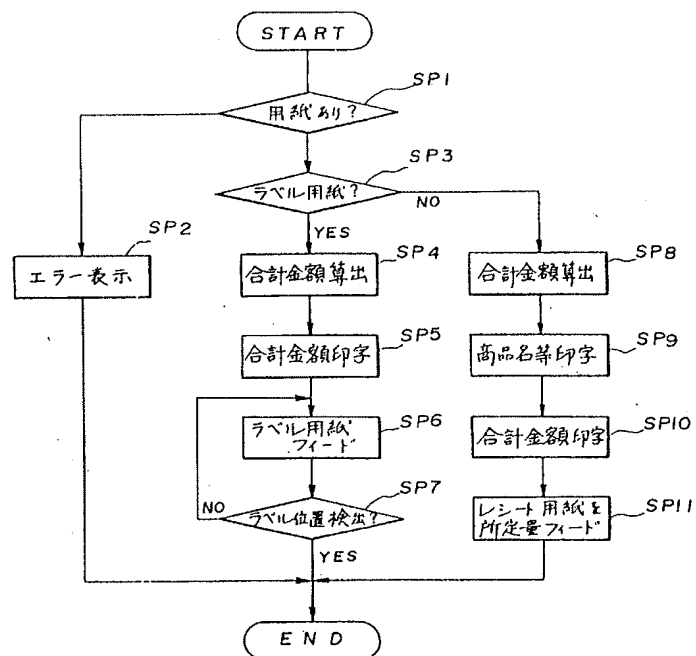 START
SP1
用紙あり?
SP3
ラベル用紙?
NO
YES
SP2
エラー表示
SP4
合計金額算出
SP8
合計金額算出
SP5
合計金額印字
SP9
商品名等印字
SP6
ラベル用紙
フィード
SP10
合計金額印字
SP7
ラベル位置検出?
NO
YES
SP11
レシート用紙を
所定量フィード
END